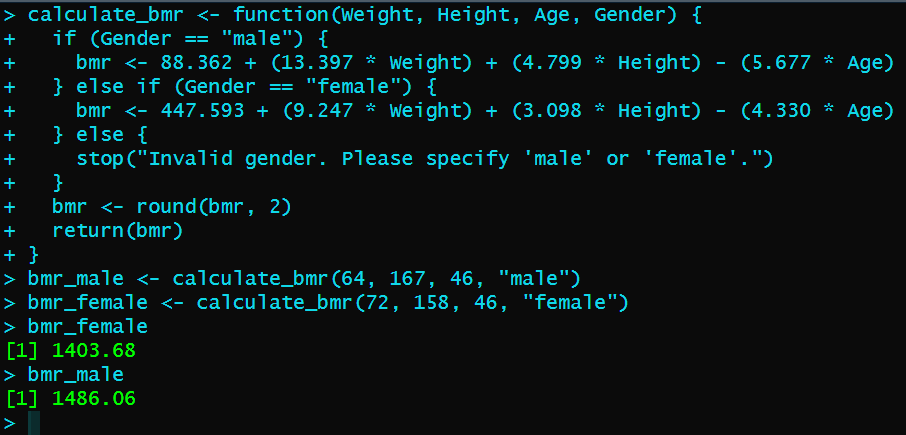 > calculate_bmr <- function(Weight, Height, Age, Gender) {
+   if (Gender == "male") {
+     bmr <- 88.362 + (13.397 * Weight) + (4.799 * Height) - (5.677 * Age)
+   } else if (Gender == "female") {
+     bmr <- 447.593 + (9.247 * Weight) + (3.098 * Height) - (4.330 * Age)
+   } else {
+     stop("Invalid gender. Please specify 'male' or 'female'.")
+   }
+   bmr <- round(bmr, 2)
+   return(bmr)
+ }
> bmr_male <- calculate_bmr(64, 167, 46, "male")
> bmr_female <- calculate_bmr(72, 158, 46, "female")
> bmr_female
[1] 1403.68
> bmr_male
[1] 1486.06
>